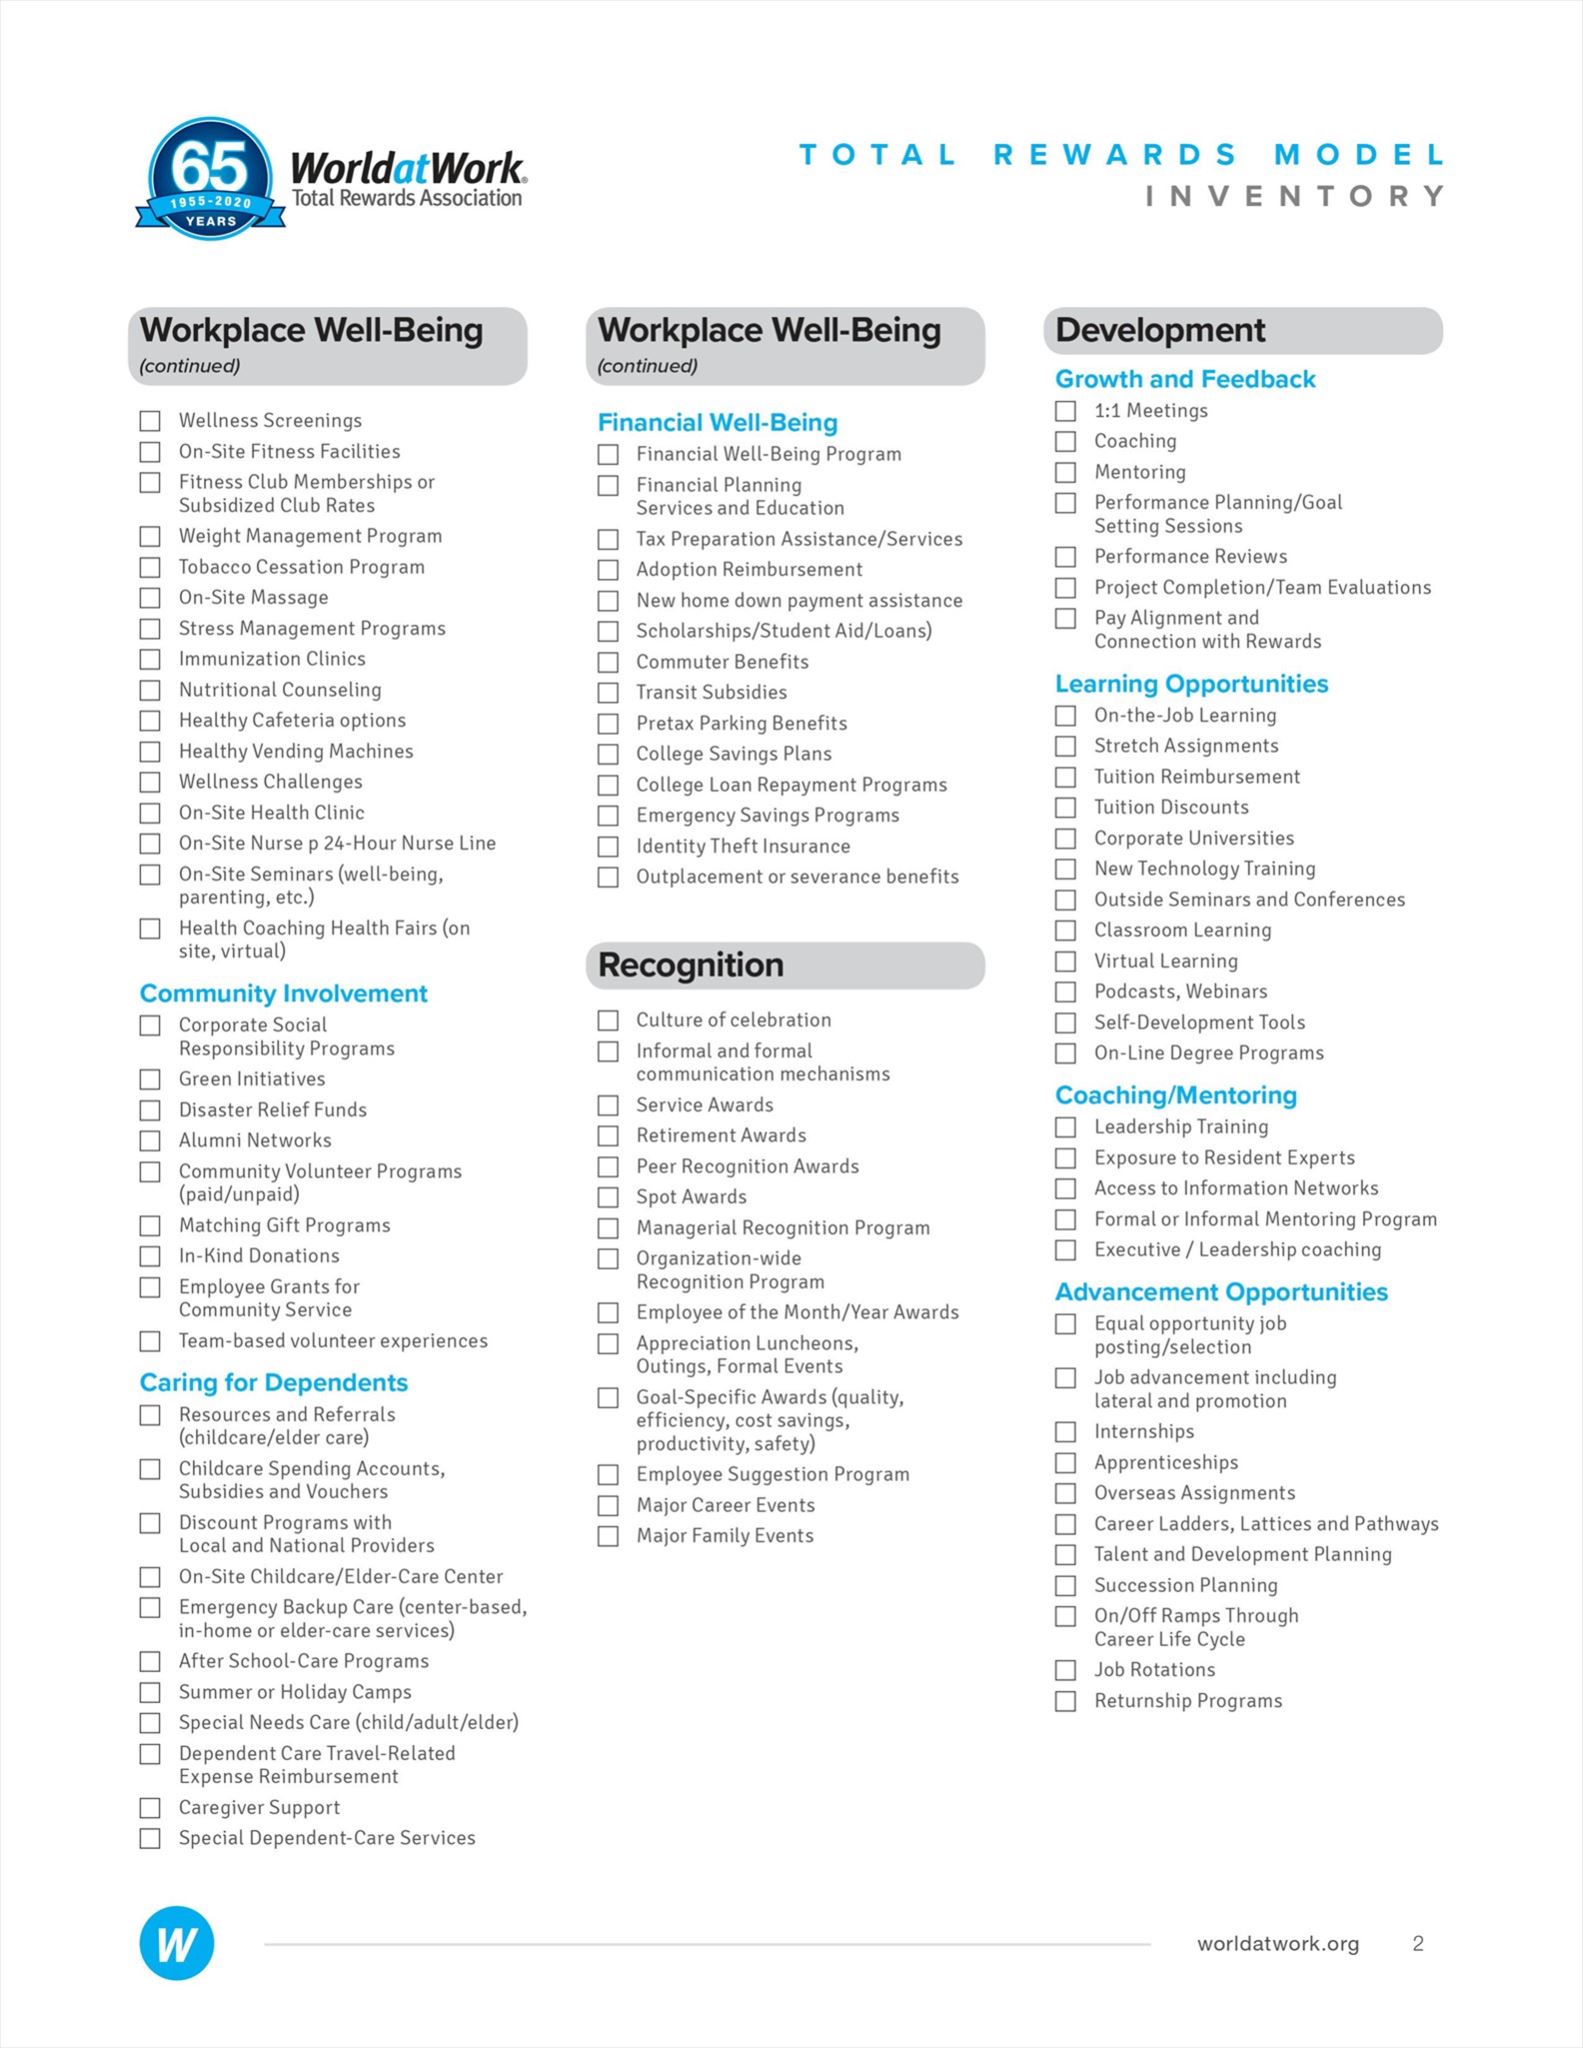 65
1955-2020
YEARS
WorldatWork®
Total Rewards Association
TOTAL REWARDS MODEL
INVENTORY
Workplace Well-Being
(continued)
Wellness Screenings
On-Site Fitness Facilities
Fitness Club Memberships or
Subsidized Club Rates
Weight Management Program
Tobacco Cessation Program
On-Site Massage
Stress Management Programs
Immunization Clinics
Nutritional Counseling
Healthy Cafeteria options
Healthy Vending Machines
Wellness Challenges
On-Site Health Clinic
On-Site Nurse p 24-Hour Nurse Line
On-Site Seminars (well-being,
parenting, etc.)
Health Coaching Health Fairs (on
site, virtual)
Community Involvement
Corporate Social
Responsibility Programs
Green Initiatives
Disaster Relief Funds
Alumni Networks
Community Volunteer Programs
(paid/unpaid)
Matching Gift Programs
In-Kind Donations
Employee Grants for
Community Service
Team-based volunteer experiences
Caring for Dependents
Resources and Referrals
(childcare/elder care)
Childcare Spending Accounts,
Subsidies and Vouchers
Discount Programs with
Local and National Providers
On-Site Childcare/Elder-Care Center
Emergency Backup Care (center-based,
in-home or elder-care services)
After School-Care Programs
Summer or Holiday Camps
Special Needs Care (child/adult/elder)
Dependent Care Travel-Related
Expense Reimbursement
Caregiver Support
Special Dependent-Care Services
Workplace Well-Being
(continued)
Financial Well-Being
Financial Well-Being Program
Financial Planning
Services and Education
Tax Preparation Assistance/Services
Adoption Reimbursement
New home down payment assistance
Scholarships/Student Aid/Loans)
Commuter Benefits
Transit Subsidies
Pretax Parking Benefits
College Savings Plans
College Loan Repayment Programs
Emergency Savings Programs
Identity Theft Insurance
Outplacement or severance benefits
Recognition
Culture of celebration
Informal and formal
communication mechanisms
Service Awards
Retirement Awards
Peer Recognition Awards
Spot Awards
Managerial Recognition Program
Organization-wide
Recognition Program
Employee of the Month/Year Awards
Appreciation Luncheons,
Outings, Formal Events
Goal-Specific Awards (quality,
efficiency, cost savings,
productivity, safety)
Employee Suggestion Program
Major Career Events
Major Family Events
Development
Growth and Feedback
1:1 Meetings
Coaching
Mentoring
Performance Planning/Goal
Setting Sessions
Performance Reviews
Project Completion/Team Evaluations
Pay Alignment and
Connection with Rewards
Learning Opportunities
On-the-Job Learning
Stretch Assignments
Tuition Reimbursement
Tuition Discounts
Corporate Universities
New Technology Training
Outside Seminars and Conferences
Classroom Learning
Virtual Learning
Podcasts, Webinars
Self-Development Tools
On-Line Degree Programs
Coaching/Mentoring
Leadership Training
Exposure to Resident Experts
Access to Information Networks
Formal or Informal Mentoring Program
Executive / Leadership coaching
Advancement Opportunities
Equal opportunity job
posting/selection
Job advancement including
lateral and promotion
Internships
Apprenticeships
Overseas Assignments
Career Ladders, Lattices and Pathways
Talent and Development Planning
Succession Planning
On/Off Ramps Through
Career Life Cycle
Job Rotations
Returnship Programs
W
worldatwork.org 2